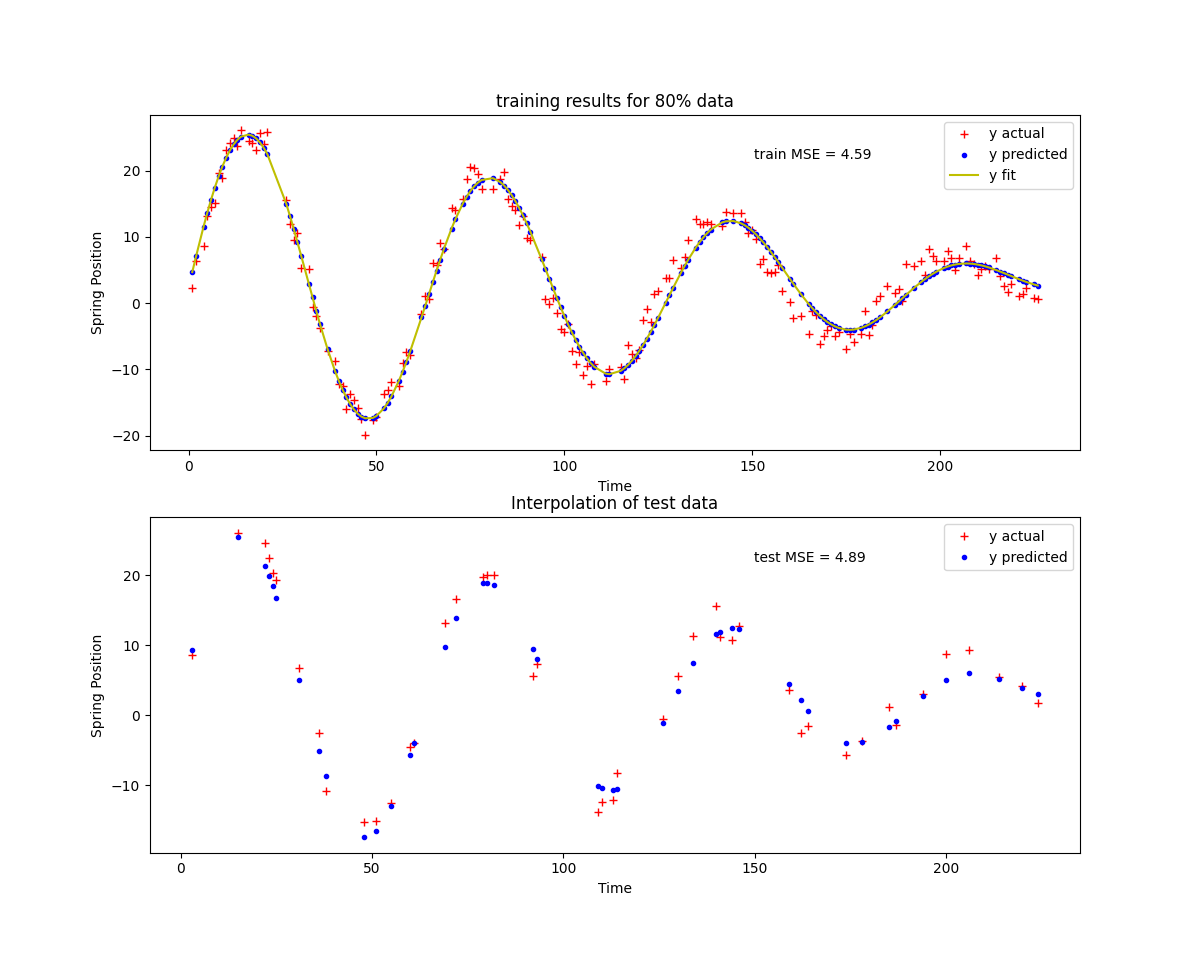 training results for 80% data
y actual
train MSE = 4.59
y predicted
y fit
20
10
0
−10
−20
Spring Position
0 50 100 150 200
Time
Interpolation of test data
y actual
test MSE = 4.89
y predicted
20
10
0
−10
Spring Position
0 50 100 150 200
Time